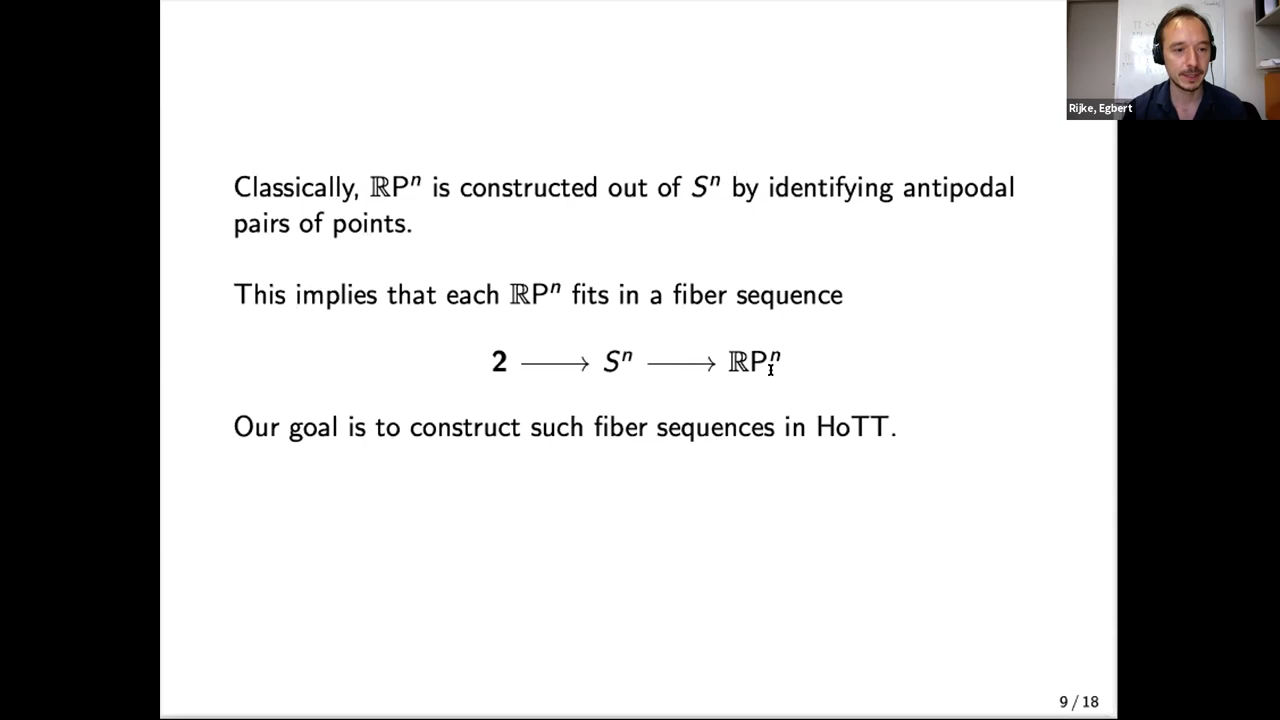 Rijke, Egbert
Classically, ℝPⁿ is constructed out of Sⁿ by identifying antipodal
pairs of points.
This implies that each ℝPⁿ fits in a fiber sequence
2 ⟶ Sⁿ ⟶ ℝPⁿ
Our goal is to construct such fiber sequences in HoTT.
9 / 18